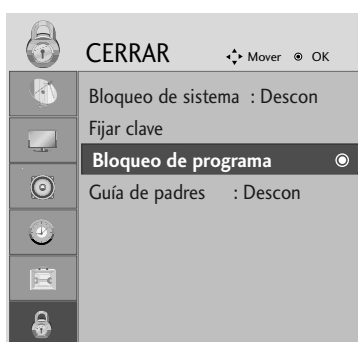 CERRAR Mover OK
Bloqueo de sistema : Descon
Fijar clave
Bloqueo de programa
Guía de padres : Descon